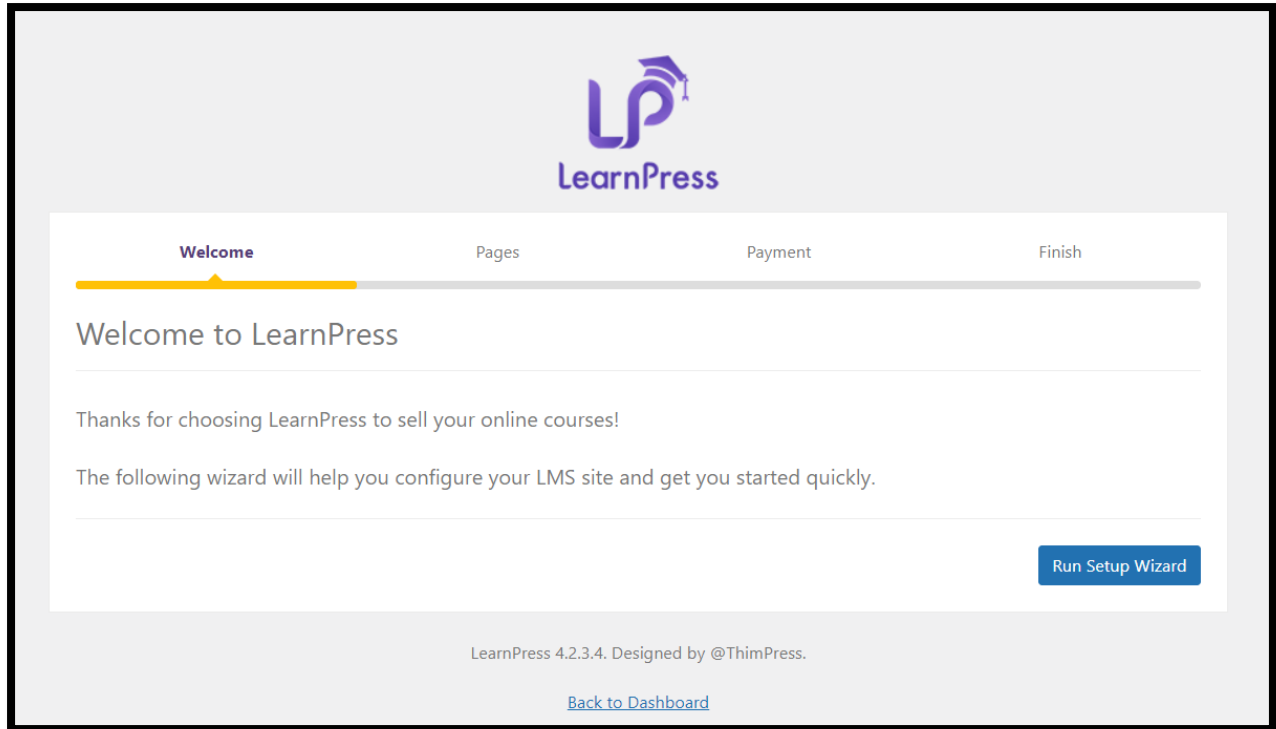 LP
LearnPress
Welcome Pages Payment Finish
Welcome to LearnPress
Thanks for choosing LearnPress to sell your online courses!
The following wizard will help you configure your LMS site and get you started quickly.
Run Setup Wizard
LearnPress 4.2.3.4. Designed by @ThimPress.
Back to Dashboard